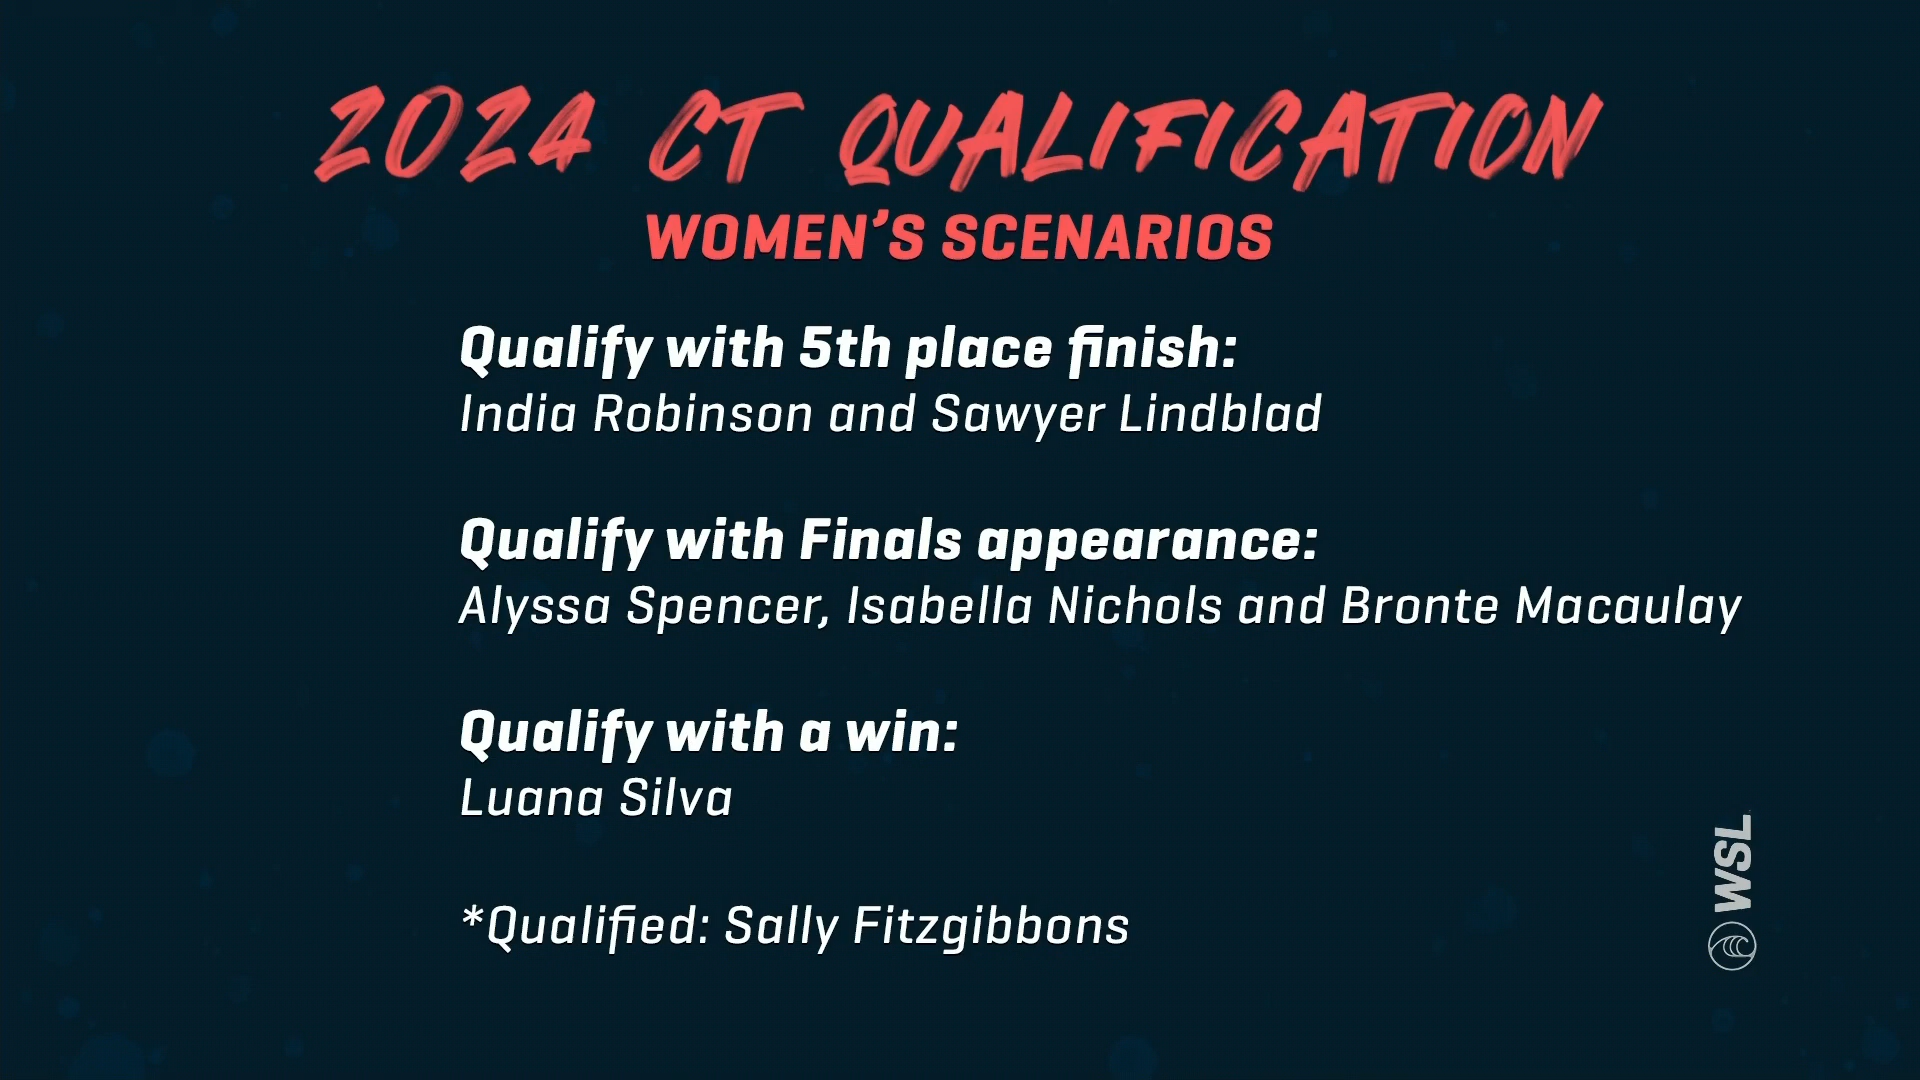 2024 CT QUALIFICATION
WOMEN'S SCENARIOS
Qualify with 5th place finish:
India Robinson and Sawyer Lindblad
Qualify with Finals appearance:
Alyssa Spencer, Isabella Nichols and Bronte Macaulay
Qualify with a win:
Luana Silva
*Qualified: Sally Fitzgibbons
WSL